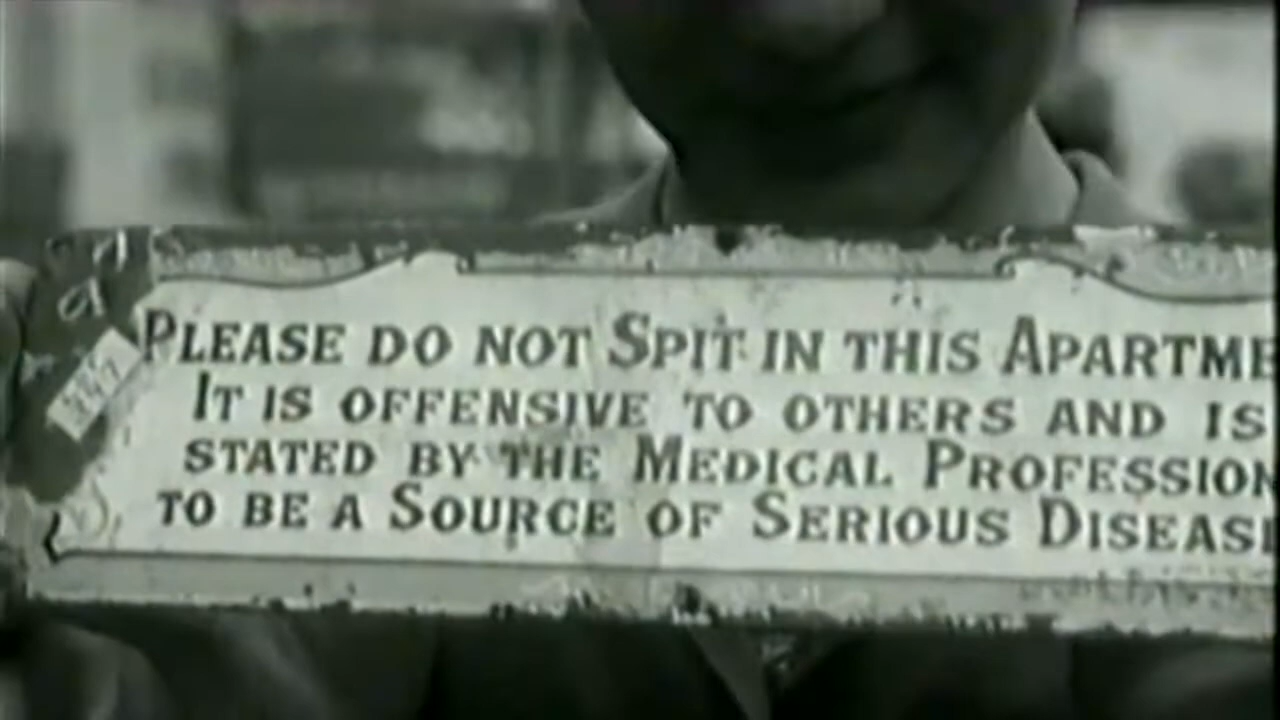 PLEASE DO NOT SPIT IN THIS APARTME
IT IS OFFENSIVE TO OTHERS AND IS
STATED BY THE MEDICAL PROFESSION
TO BE A SOURCE OF SERIOUS DISEAS